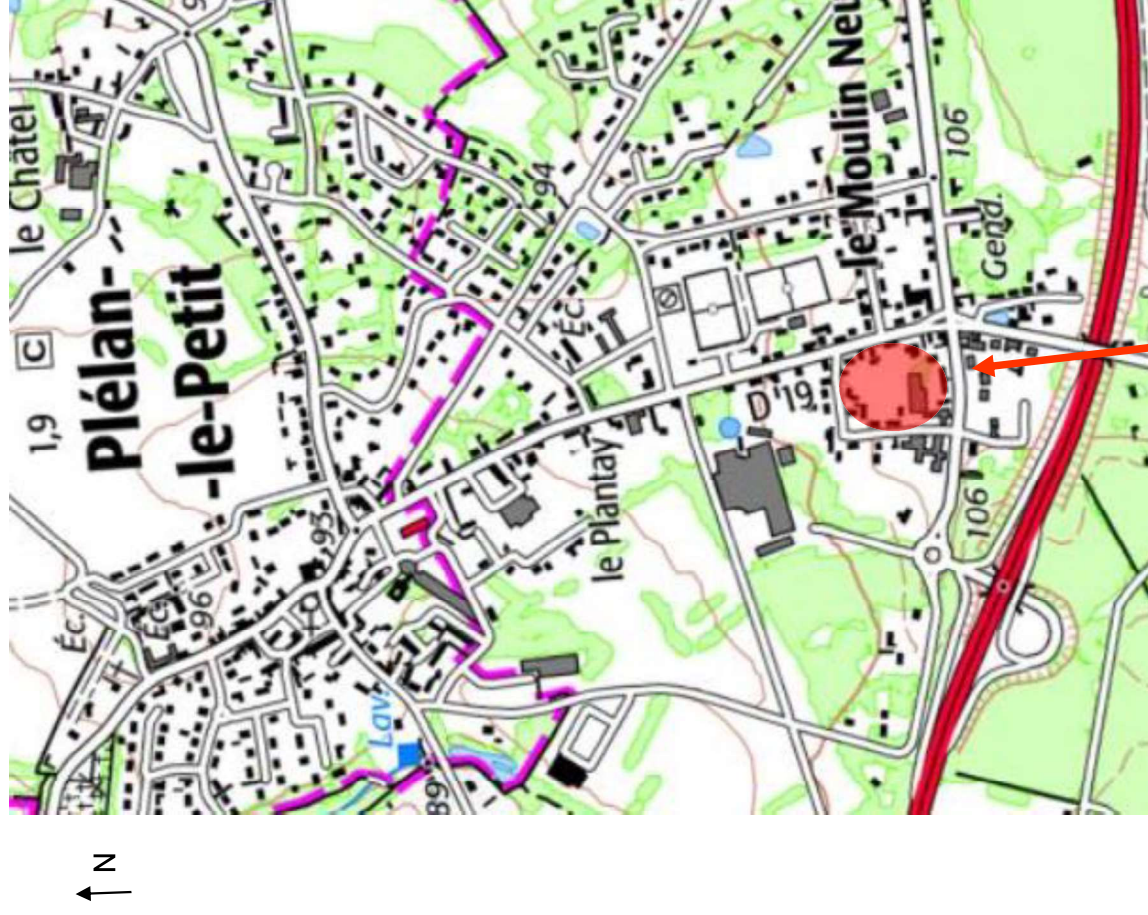 le Châtel
C
1,9
Plélan-
-le-Petit
94
Éc.
le Moulin Neu
106
Gend.
D 19
le Plantay
95
Éc.
Éc.
96
Lav.
89
106
N